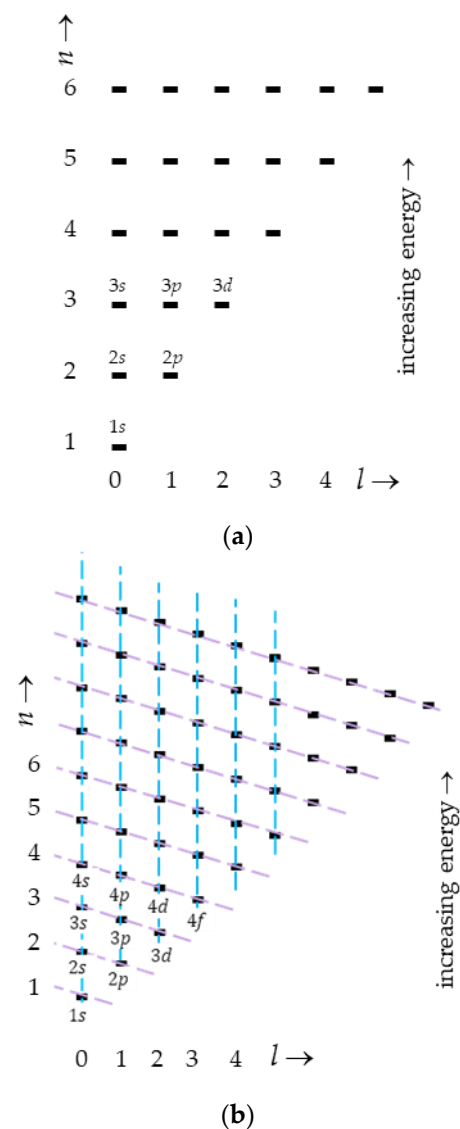 n →
6
5
increasing energy →
4
3s 3p 3d
3
2s 2p
2
1s
1
0 1 2 3 4 l →
(a)
n →
6
5
increasing energy →
4
4s 4p 4d 4f
3
3s 3p 3d
2
2s 2p
1
1s
0 1 2 3 4 l →
(b)